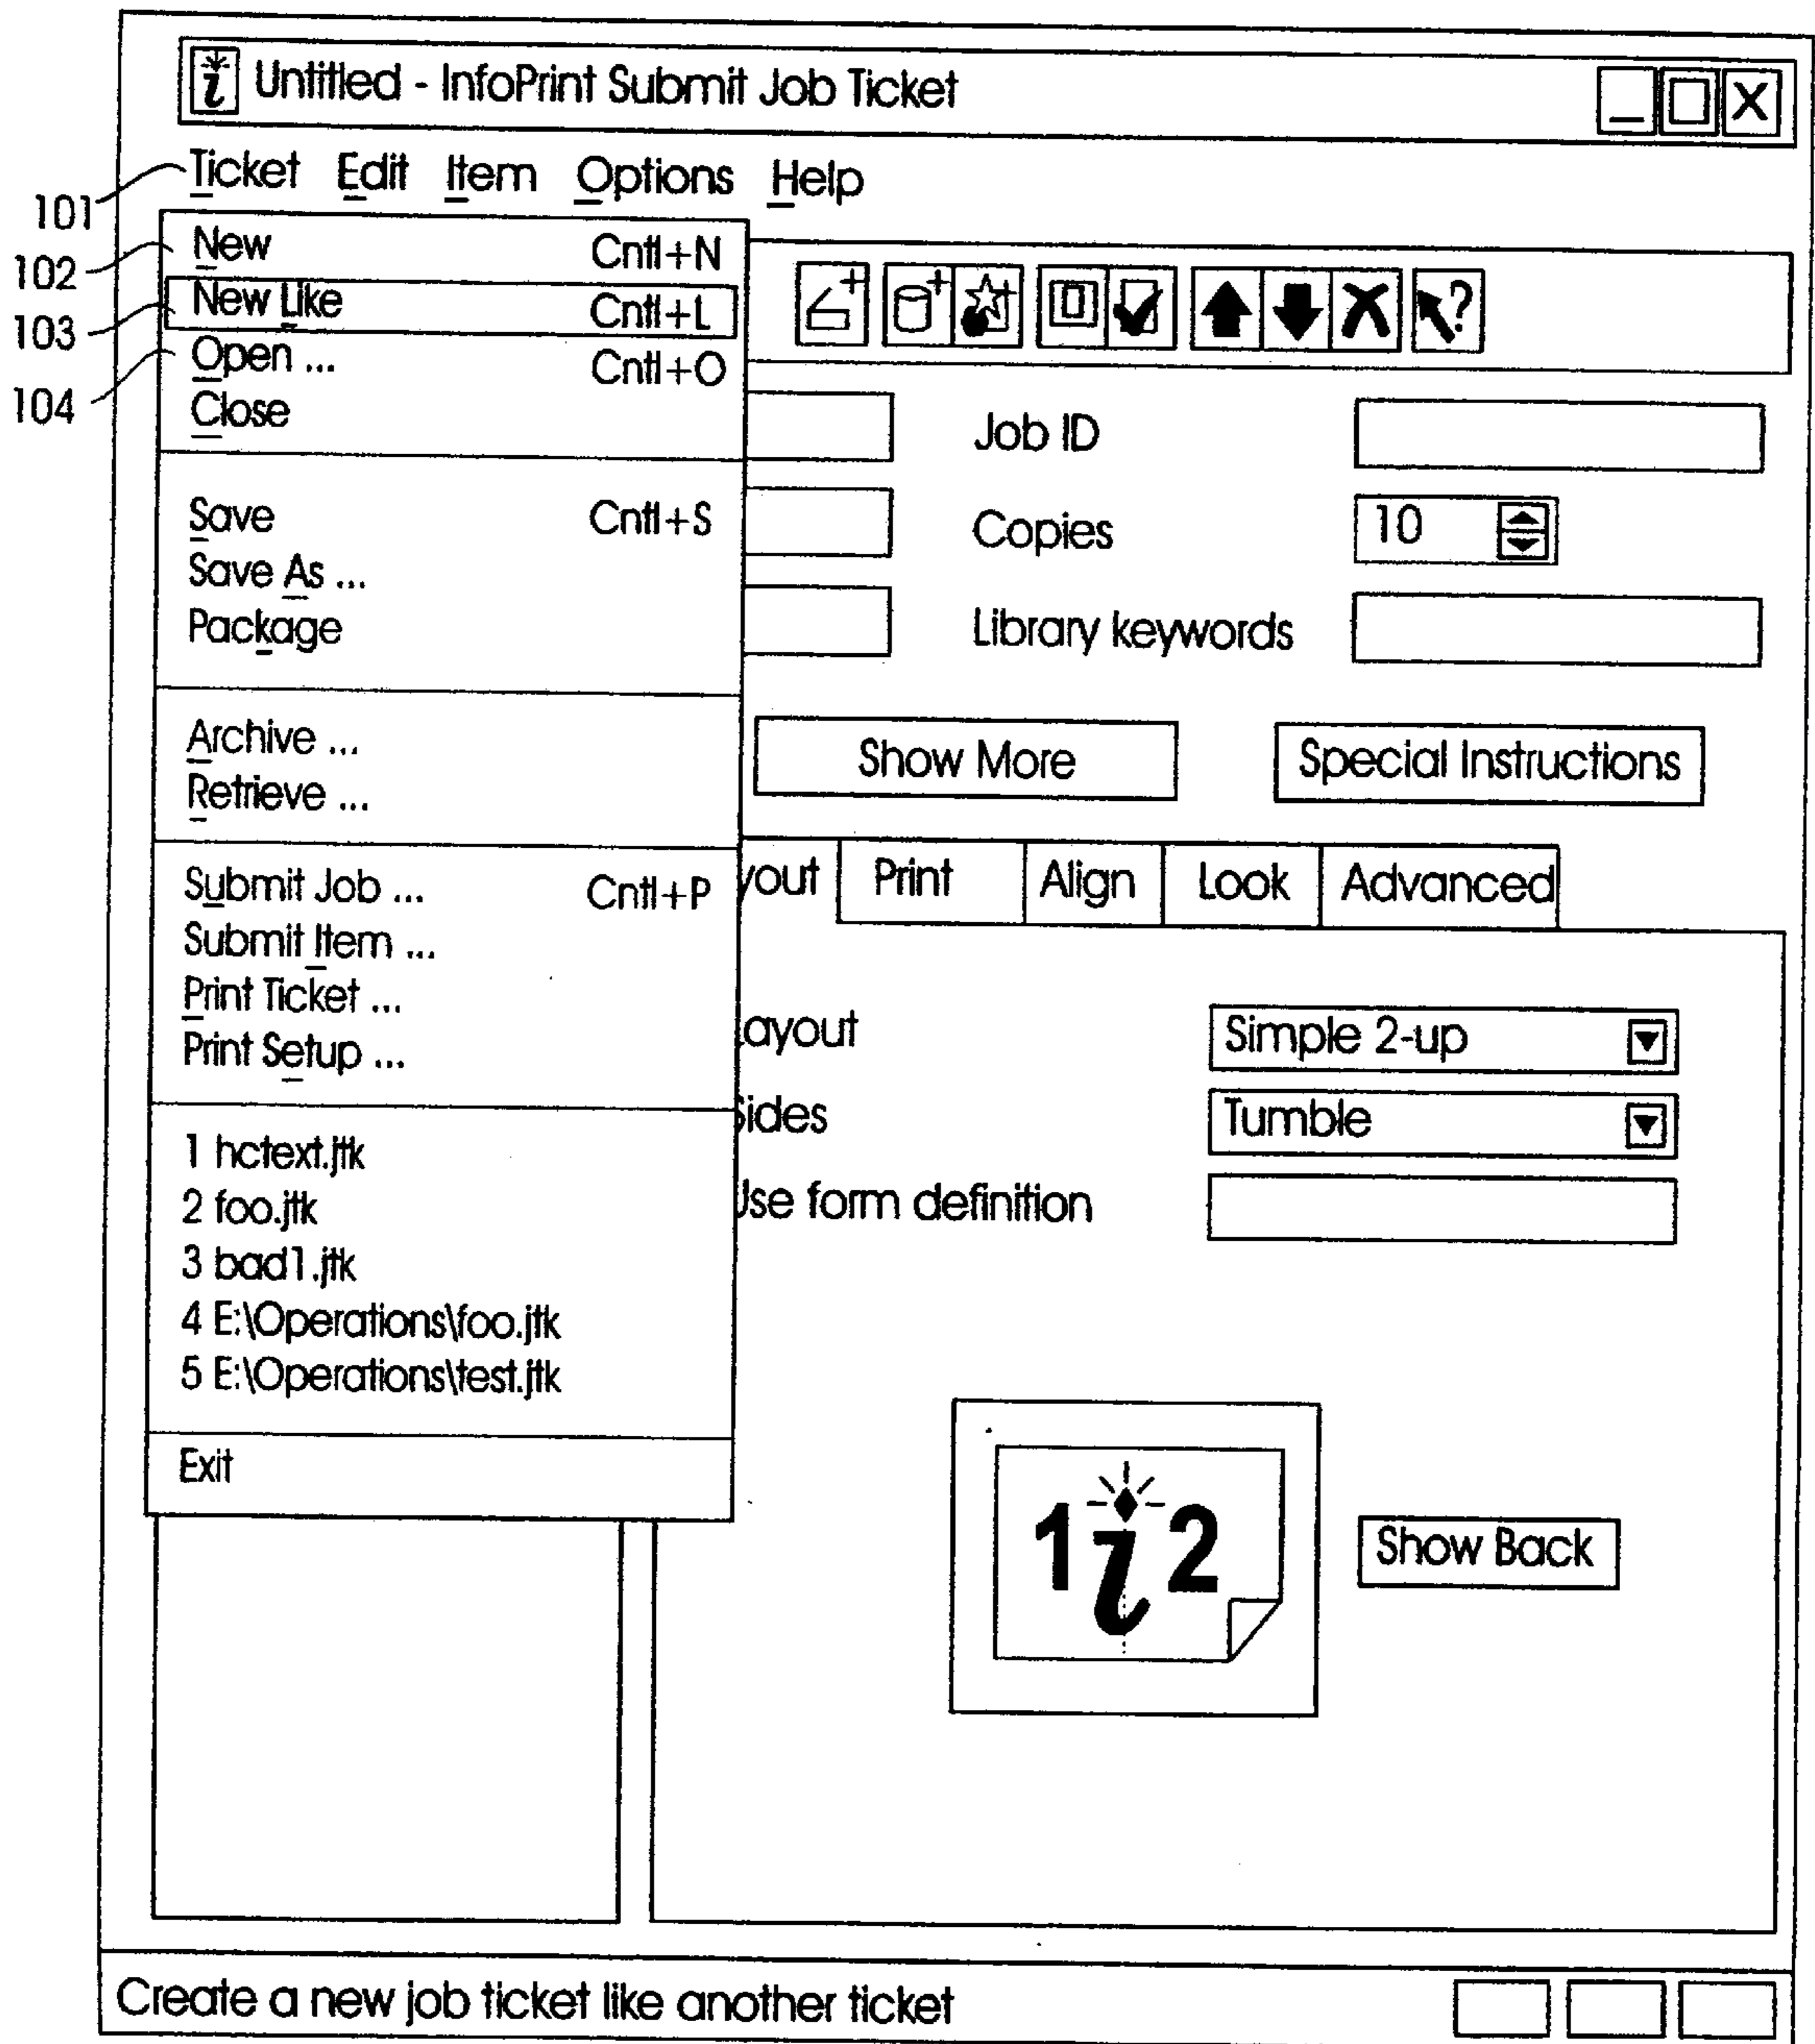 Untitled - InfoPrint Submit Job Ticket
Ticket Edit Item Options Help
101
New Cntl+N
102
New Like Cntl+L
103
Open ... Cntl+O
104
Close
Job ID
Save Cntl+S
Copies 10
Save As ...
Package
Library keywords
Archive ...
Retrieve ...
Show More Special Instructions
Submit Job ... Cntl+P
yout Print Align Look Advanced
Submit Item ...
Print Ticket ...
Print Setup ...
ayout Simple 2-up
ides Tumble
1 hctext.jtk
2 foo.jtk
se form definition
3 bad1.jtk
4 E:\Operations\foo.jtk
5 E:\Operations\test.jtk
Exit
1 i 2
Show Back
Create a new job ticket like another ticket